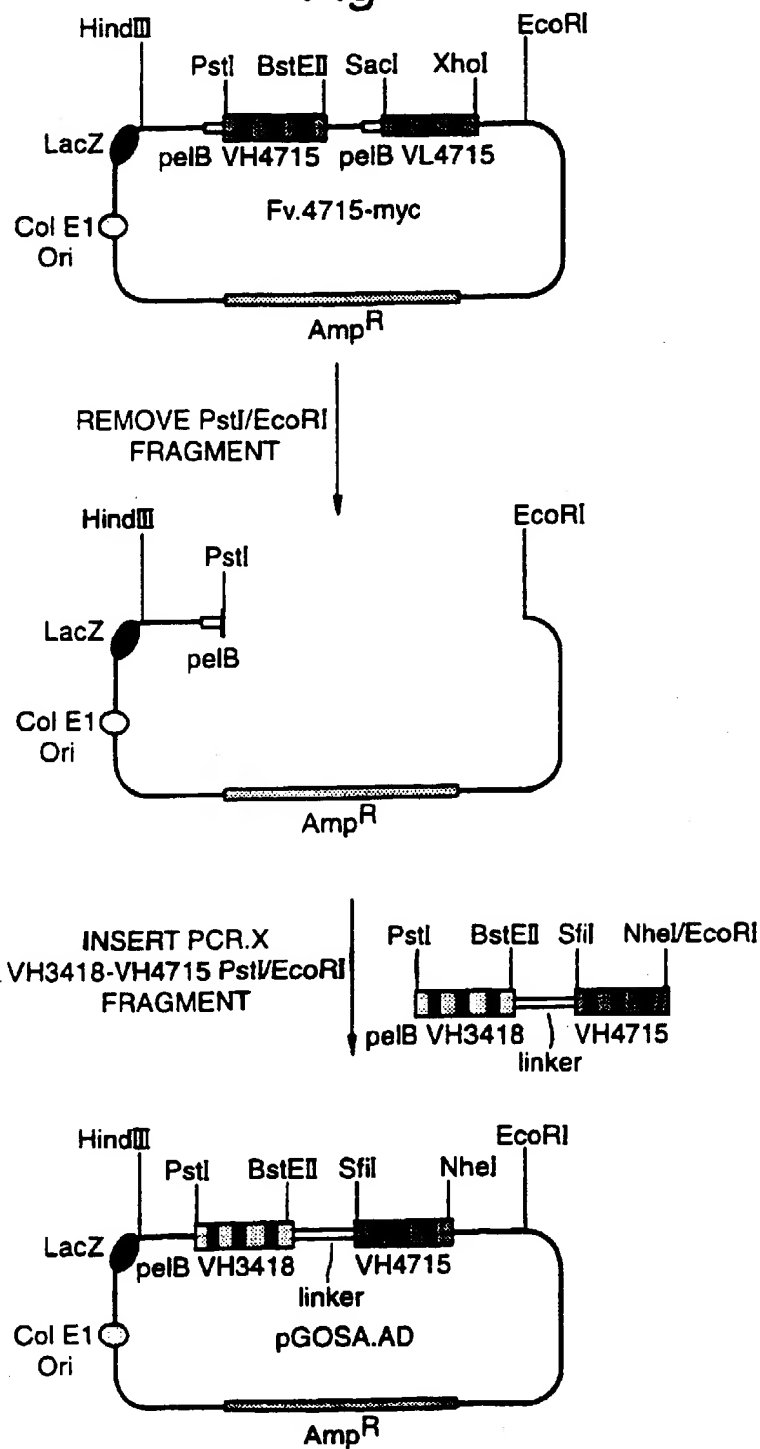 Fig
HindIII
EcoRI
PstI BstEII SacI XhoI
LacZ
pelB VH4715 pelB VL4715
Fv.4715-myc
Col E1
Ori
AmpR
REMOVE PstI/EcoRI
FRAGMENT
HindIII
EcoRI
PstI
LacZ
pelB
Col E1
Ori
AmpR
INSERT PCR.X
VH3418-VH4715 PstI/EcoRI
FRAGMENT
PstI BstEII SfiI NheI/EcoRI
pelB VH3418 VH4715
linker
HindIII
EcoRI
PstI BstEII SfiI NheI
LacZ
pelB VH3418 VH4715
linker
pGOSA.AD
Col E1
Ori
AmpR